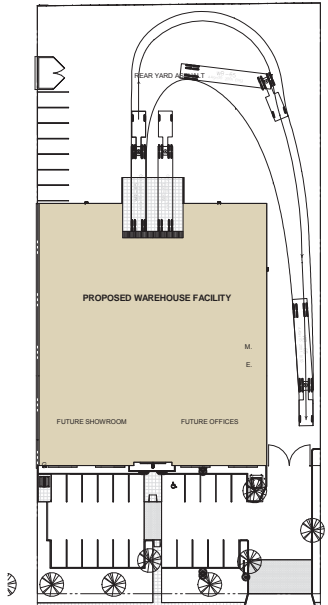 REAR YARD ASPHALT
PROPOSED WAREHOUSE FACILITY
M.
E.
FUTURE SHOWROOM FUTURE OFFICES